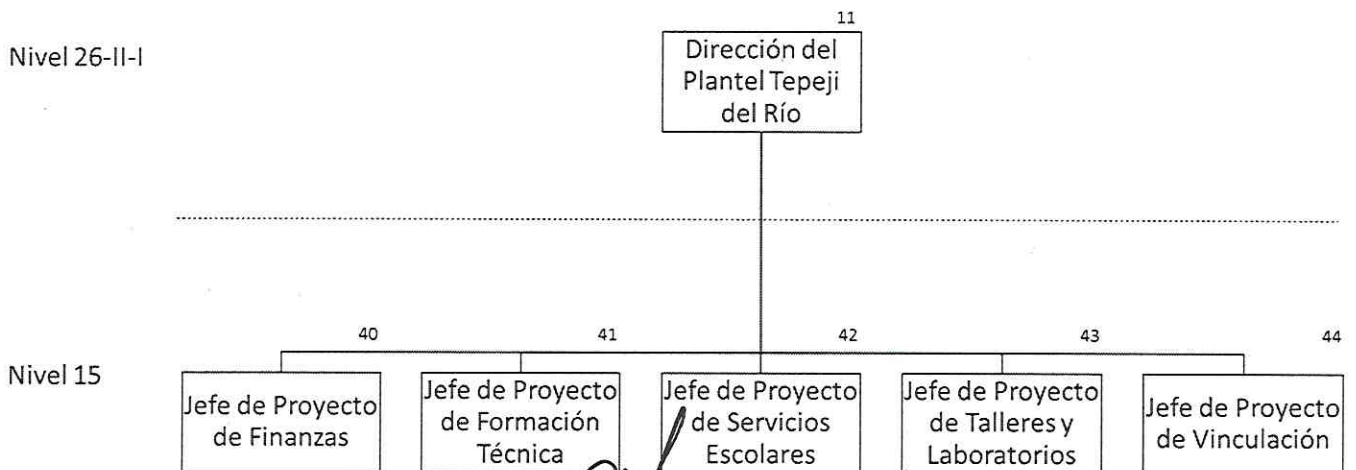 11
Nivel 26-II-I
Dirección del
Plantel Tepeji
del Río
40
41
42
43
44
Nivel 15
Jefe de Proyecto
de Finanzas
Jefe de Proyecto
de Formación
Técnica
Jefe de Proyecto
de Servicios
Escolares
Jefe de Proyecto
de Talleres y
Laboratorios
Jefe de Proyecto
de Vinculación